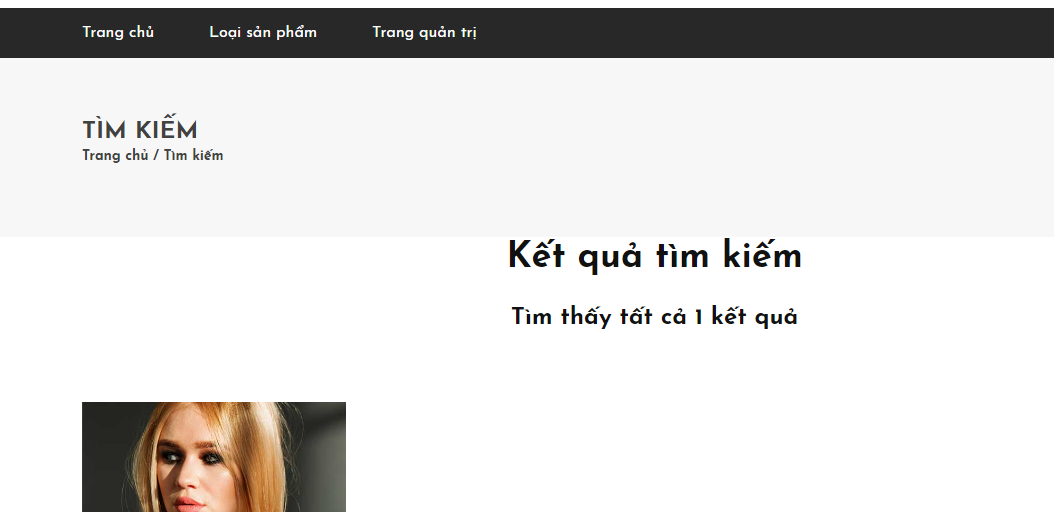 Trang chủ Loại sản phẩm Trang quản trị
TÌM KIẾM
Trang chủ / Tìm kiếm
Kết quả tìm kiếm
Tìm thấy tất cả 1 kết quả